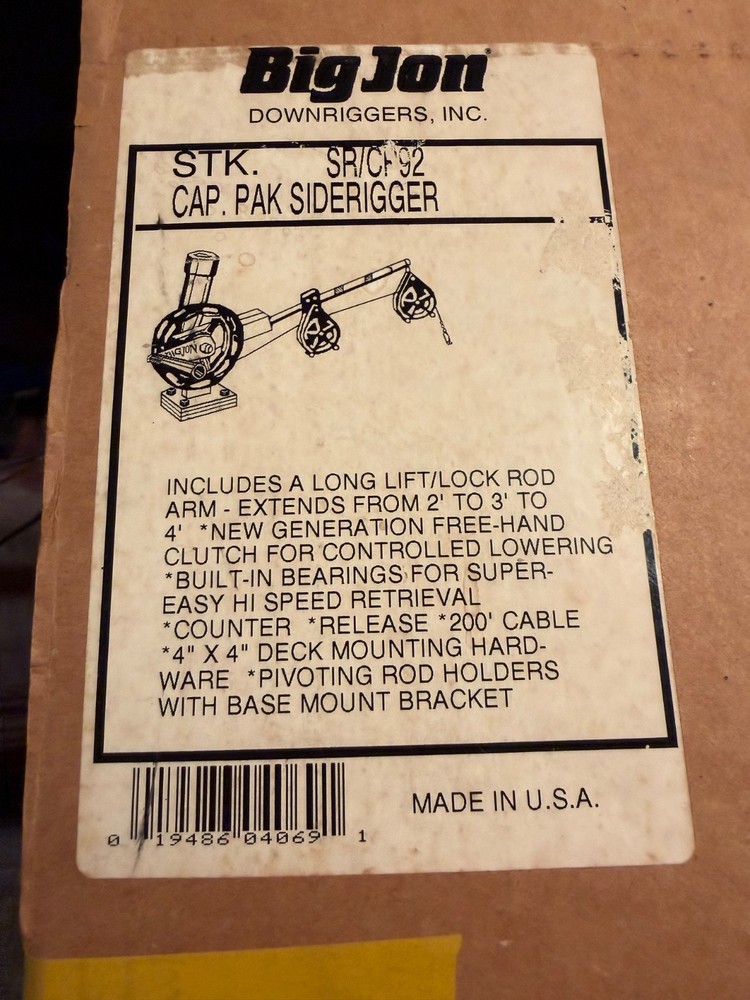 Big Jon
DOWNRIGGERS, INC.
STK. SR/CP92
CAP. PAK SIDERIGGER
BIGJON
INCLUDES A LONG LIFT/LOCK ROD
ARM - EXTENDS FROM 2' TO 3' TO
4' *NEW GENERATION FREE-HAND
CLUTCH FOR CONTROLLED LOWERING
*BUILT-IN BEARINGS FOR SUPER-
EASY HI SPEED RETRIEVAL
*COUNTER *RELEASE *200' CABLE
*4" X 4" DECK MOUNTING HARD-
WARE *PIVOTING ROD HOLDERS
WITH BASE MOUNT BRACKET
MADE IN U.S.A.
0 19486 04069 1